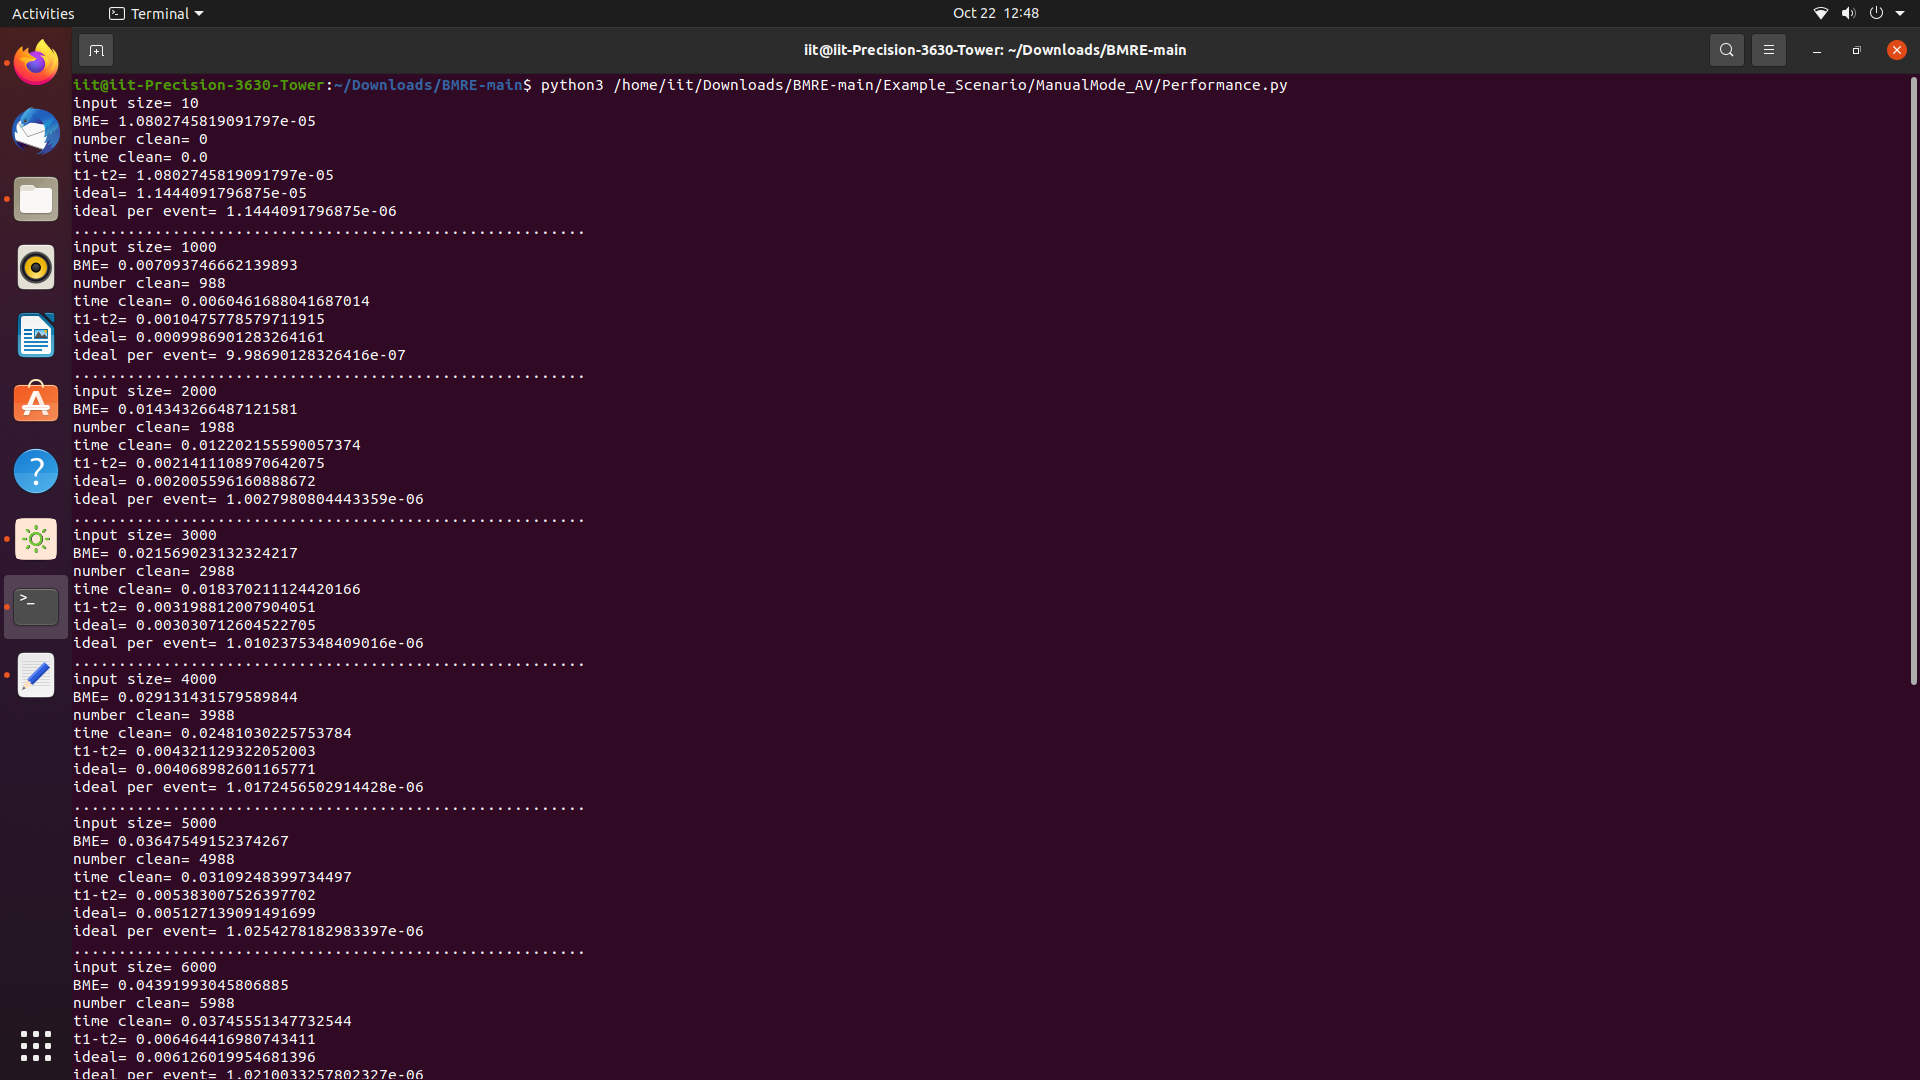 Activities
Terminal
Oct 22 12:48
iit@iit-Precision-3630-Tower: ~/Downloads/BMRE-main
iit@iit-Precision-3630-Tower:~/Downloads/BMRE-main$ python3 /home/iit/Downloads/BMRE-main/Example_Scenario/ManualMode_AV/Performance.py
input size= 10
BME= 1.0802745819091797e-05
number clean= 0
time clean= 0.0
t1-t2= 1.0802745819091797e-05
ideal= 1.1444091796875e-05
ideal per event= 1.1444091796875e-06
.........................................................
input size= 1000
BME= 0.007093746662139893
number clean= 988
time clean= 0.0060461688041687014
t1-t2= 0.0010475778579711915
ideal= 0.0009986901283264161
ideal per event= 9.98690128326416e-07
.........................................................
input size= 2000
BME= 0.014343266487121581
number clean= 1988
time clean= 0.012202155590057374
t1-t2= 0.0021411108970642075
ideal= 0.002005596160888672
ideal per event= 1.0027980804443359e-06
.........................................................
input size= 3000
BME= 0.021569023132324217
number clean= 2988
time clean= 0.018370211124420166
t1-t2= 0.003198812007904051
ideal= 0.003030712604522705
ideal per event= 1.0102375348409016e-06
.........................................................
input size= 4000
BME= 0.029131431579589844
number clean= 3988
time clean= 0.02481030225753784
t1-t2= 0.004321129322052003
ideal= 0.004068982601165771
ideal per event= 1.0172456502914428e-06
.........................................................
input size= 5000
BME= 0.03647549152374267
number clean= 4988
time clean= 0.03109248399734497
t1-t2= 0.005383007526397702
ideal= 0.005127139091491699
ideal per event= 1.0254278182983397e-06
.........................................................
input size= 6000
BME= 0.04391993045806885
number clean= 5988
time clean= 0.03745551347732544
t1-t2= 0.006464416980743411
ideal= 0.006126019954681396
ideal per event= 1.0210033257802327e-06